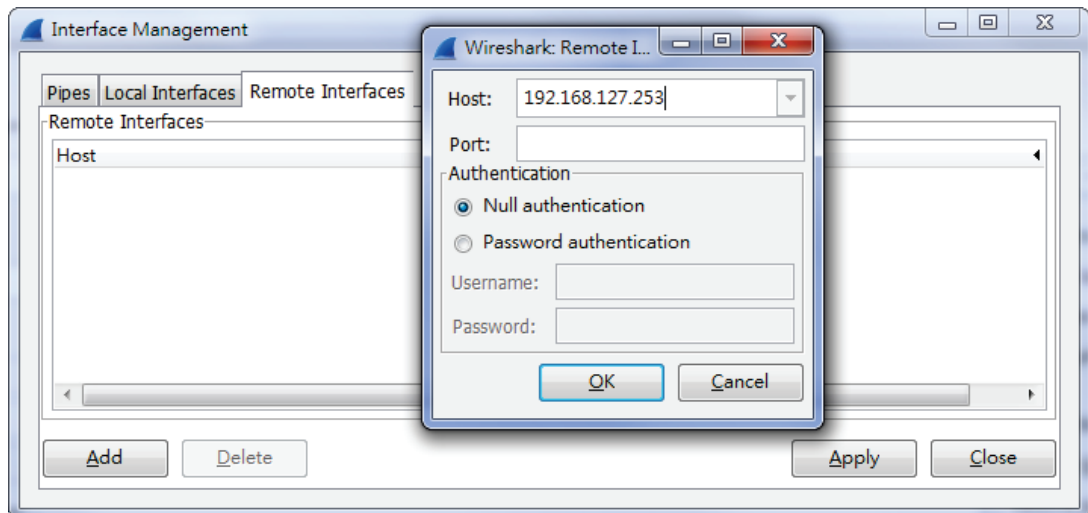 Interface Management
Pipes Local Interfaces Remote Interfaces
Remote Interfaces
Host
Add Delete
Apply Close
Wireshark: Remote I...
Host: 192.168.127.253
Port:
Authentication
Null authentication
Password authentication
Username:
Password:
OK Cancel